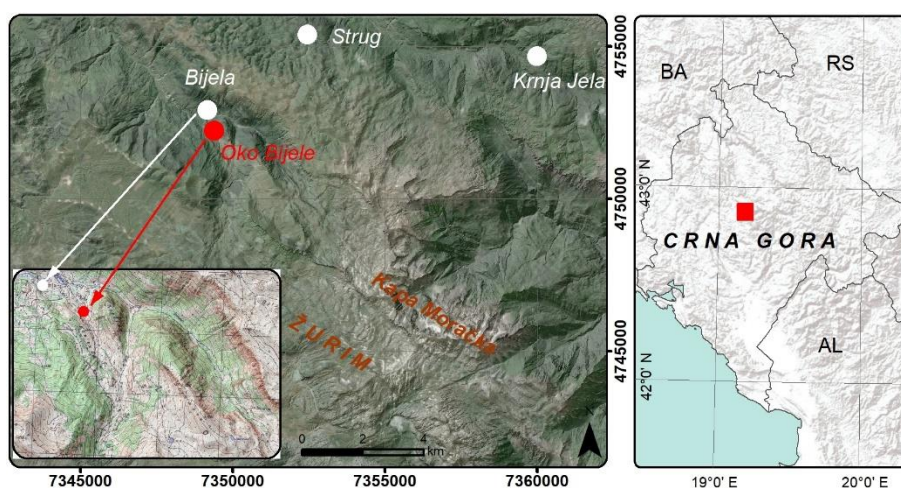 Strug
Krnja Jela
Bijela
Oko Bijele
Kapa Moračka
ŽURIM
0 2 4
km
4755000
4750000
4745000
7345000 7350000 7355000 7360000
BA
RS
43°0' N
CRNA GORA
AL
42°0' N
19°0' E 20°0' E